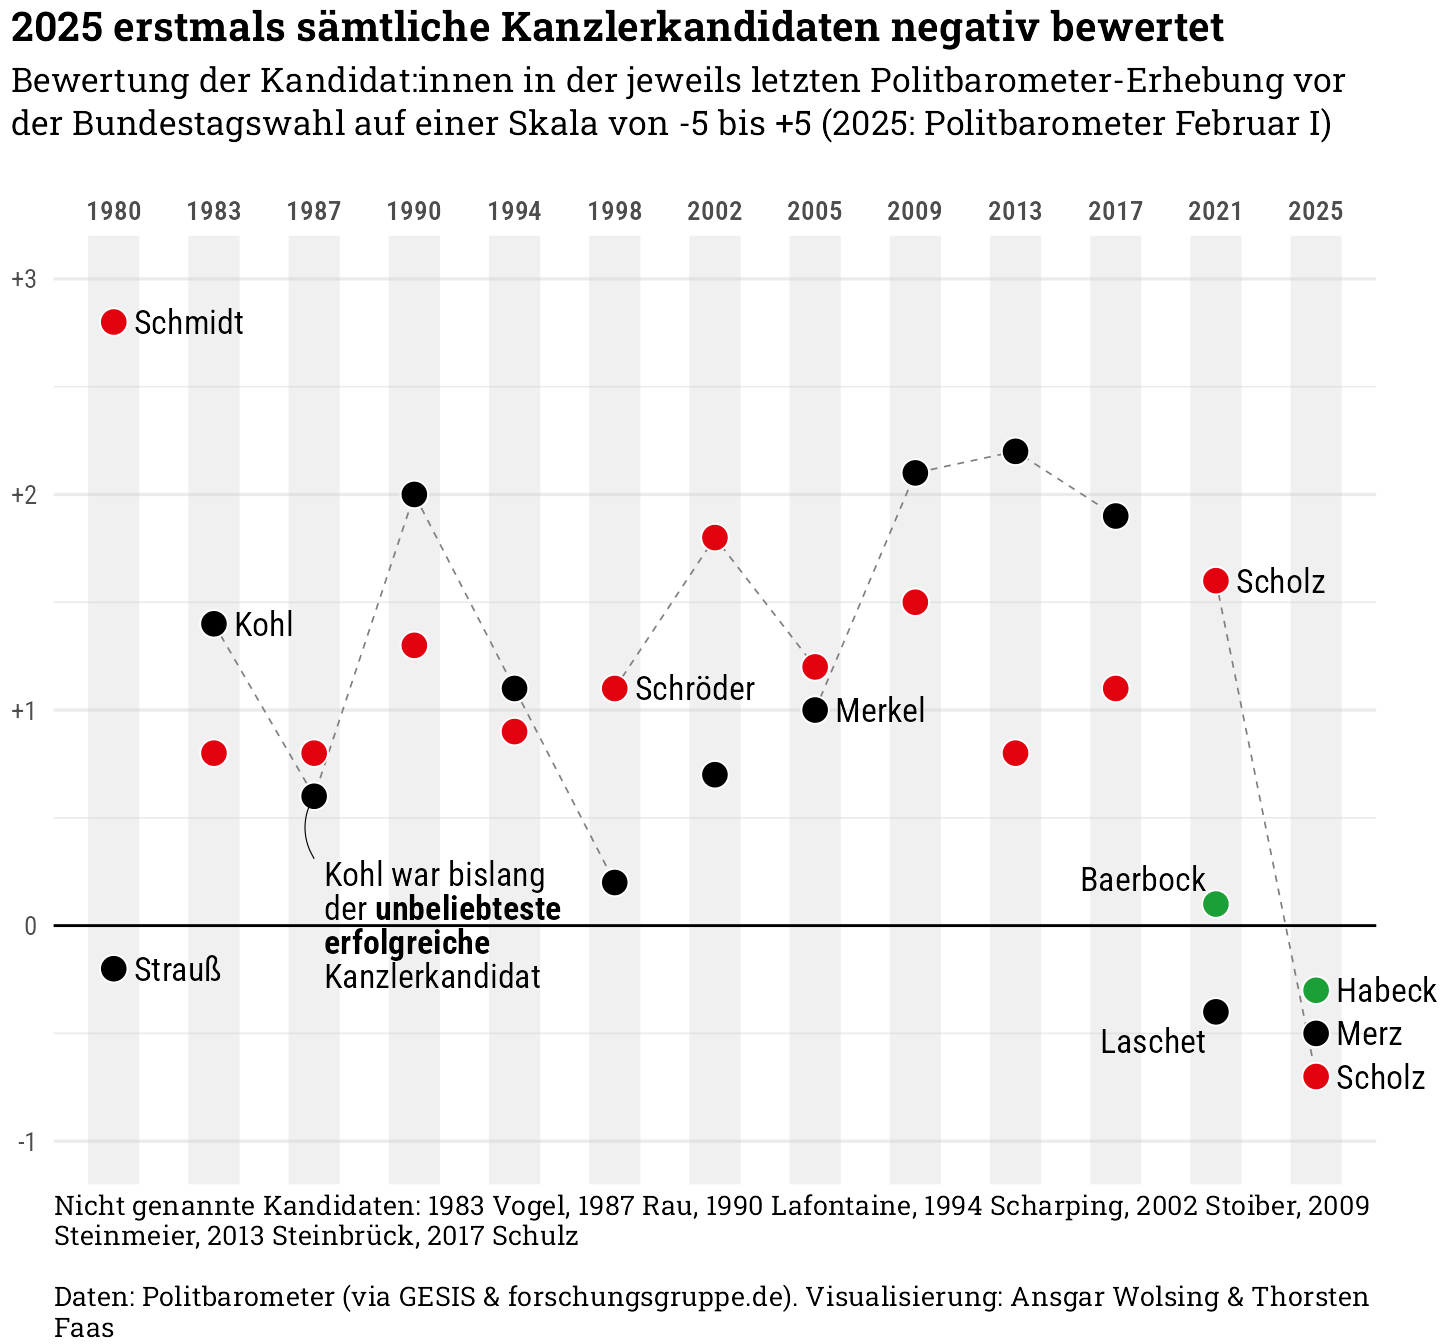 2025 erstmals sämtliche Kanzlerkandidaten negativ bewertet
Bewertung der Kandidat:innen in der jeweils letzten Politbarometer-Erhebung vor
der Bundestagswahl auf einer Skala von -5 bis +5 (2025: Politbarometer Februar I)
1980 1983 1987 1990 1994 1998 2002 2005 2009 2013 2017 2021 2025
+3
Schmidt
+2
Scholz
Kohl
Schröder
+1
Merkel
Kohl war bislang
der unbeliebteste
erfolgreiche
Kanzlerkandidat
Baerbock
0
Strauß
Habeck
Merz
Laschet
Scholz
-1
Nicht genannte Kandidaten: 1983 Vogel, 1987 Rau, 1990 Lafontaine, 1994 Scharping, 2002 Stoiber, 2009
Steinmeier, 2013 Steinbrück, 2017 Schulz
Daten: Politbarometer (via GESIS & forschungsgruppe.de). Visualisierung: Ansgar Wolsing & Thorsten
Faas